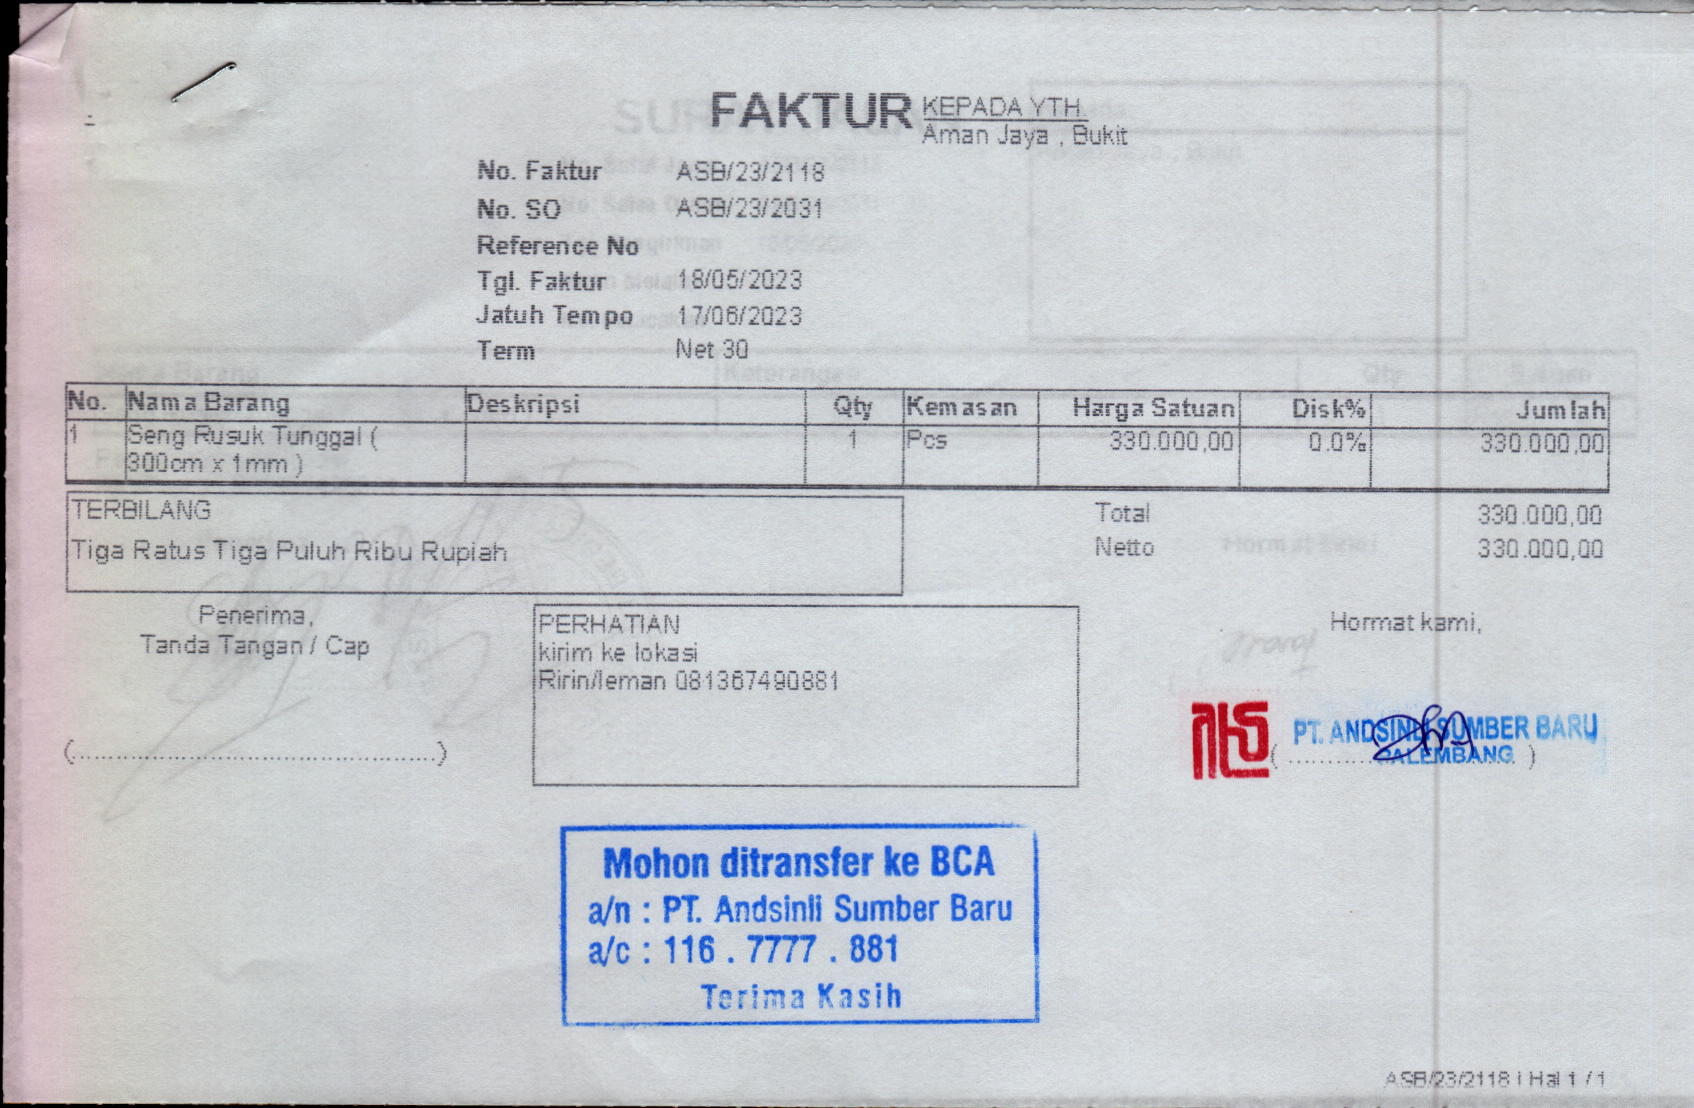 FAKTUR
KEPADA YTH.
Aman Jaya , Bukit
No. Faktur ASB/23/2118
No. SO ASB/23/2031
Reference No
Tgl. Faktur 18/05/2023
Jatuh Tempo 17/06/2023
Term Net 30
No. Nama Barang Deskripsi Qty Kemasan Harga Satuan Disk% Jumlah
1 Seng Rusuk Tunggal ( 1 Pcs 330.000,00 0.0% 330.000,00
300cm x 1mm )
TERBILANG
Tiga Ratus Tiga Puluh Ribu Rupiah
Total 330.000,00
Netto 330.000,00
Penerima,
Tanda Tangan / Cap
(..............................................)
PERHATIAN
kirim ke lokasi
Ririn/leman 081367490881
Hormat kami,
PT. ANDSINLI SUMBER BARU
PALEMBANG
Mohon ditransfer ke BCA
a/n : PT. Andsinli Sumber Baru
a/c : 116 . 7777 . 881
Terima Kasih
ASB/23/2118 | Hal 1 / 1